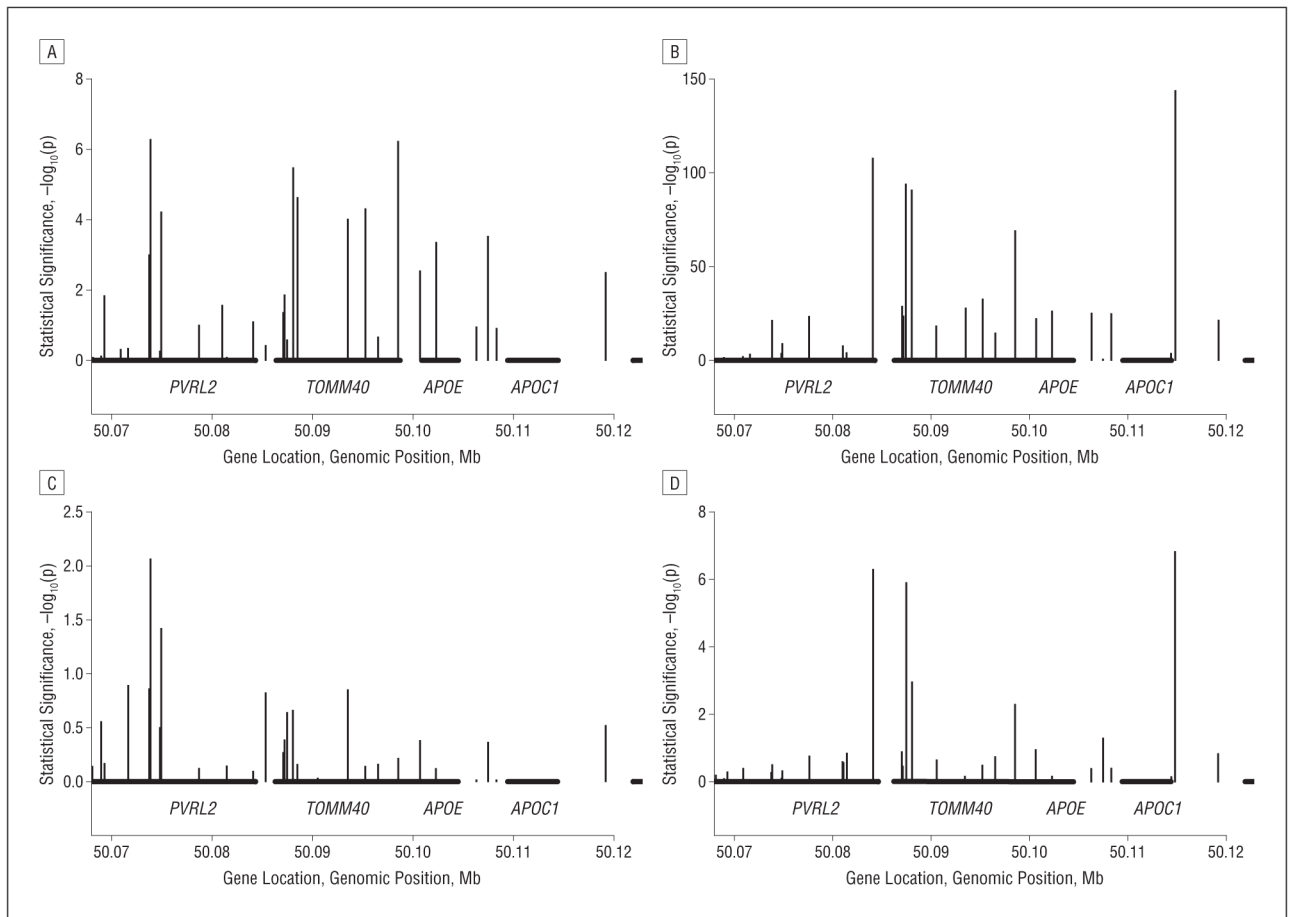 A
Statistical Significance, –log10(p)
8
6
4
2
0
PVRL2 TOMM40 APOE APOC1
50.07 50.08 50.09 50.10 50.11 50.12
Gene Location, Genomic Position, Mb
B
Statistical Significance, –log10(p)
150
100
50
0
PVRL2 TOMM40 APOE APOC1
50.07 50.08 50.09 50.10 50.11 50.12
Gene Location, Genomic Position, Mb
C
Statistical Significance, –log10(p)
2.5
2.0
1.5
1.0
0.5
0.0
PVRL2 TOMM40 APOE APOC1
50.07 50.08 50.09 50.10 50.11 50.12
Gene Location, Genomic Position, Mb
D
Statistical Significance, –log10(p)
8
6
4
2
0
PVRL2 TOMM40 APOE APOC1
50.07 50.08 50.09 50.10 50.11 50.12
Gene Location, Genomic Position, Mb